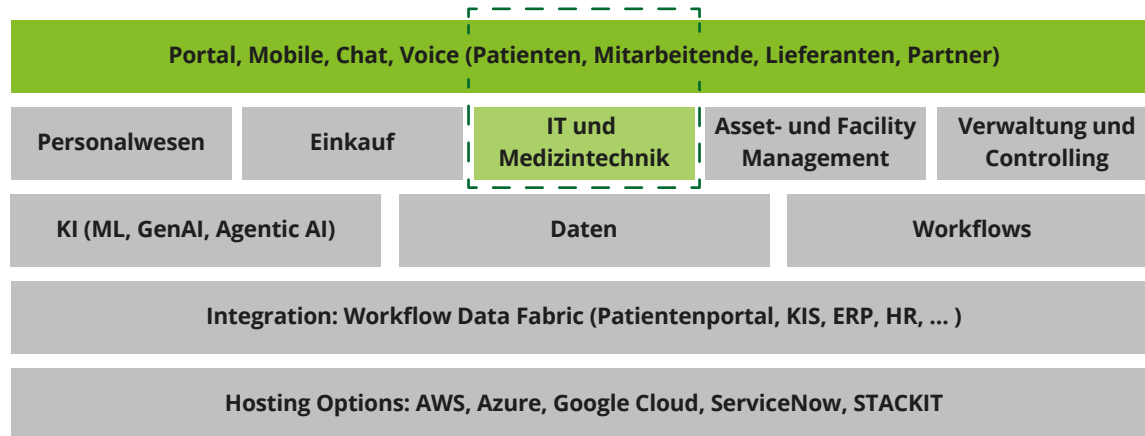 Portal, Mobile, Chat, Voice (Patienten, Mitarbeitende, Lieferanten, Partner)
Personalwesen
Einkauf
IT und
Medizintechnik
Asset- und Facility
Management
Verwaltung und
Controlling
KI (ML, GenAI, Agentic AI)
Daten
Workflows
Integration: Workflow Data Fabric (Patientenportal, KIS, ERP, HR, ... )
Hosting Options: AWS, Azure, Google Cloud, ServiceNow, STACKIT